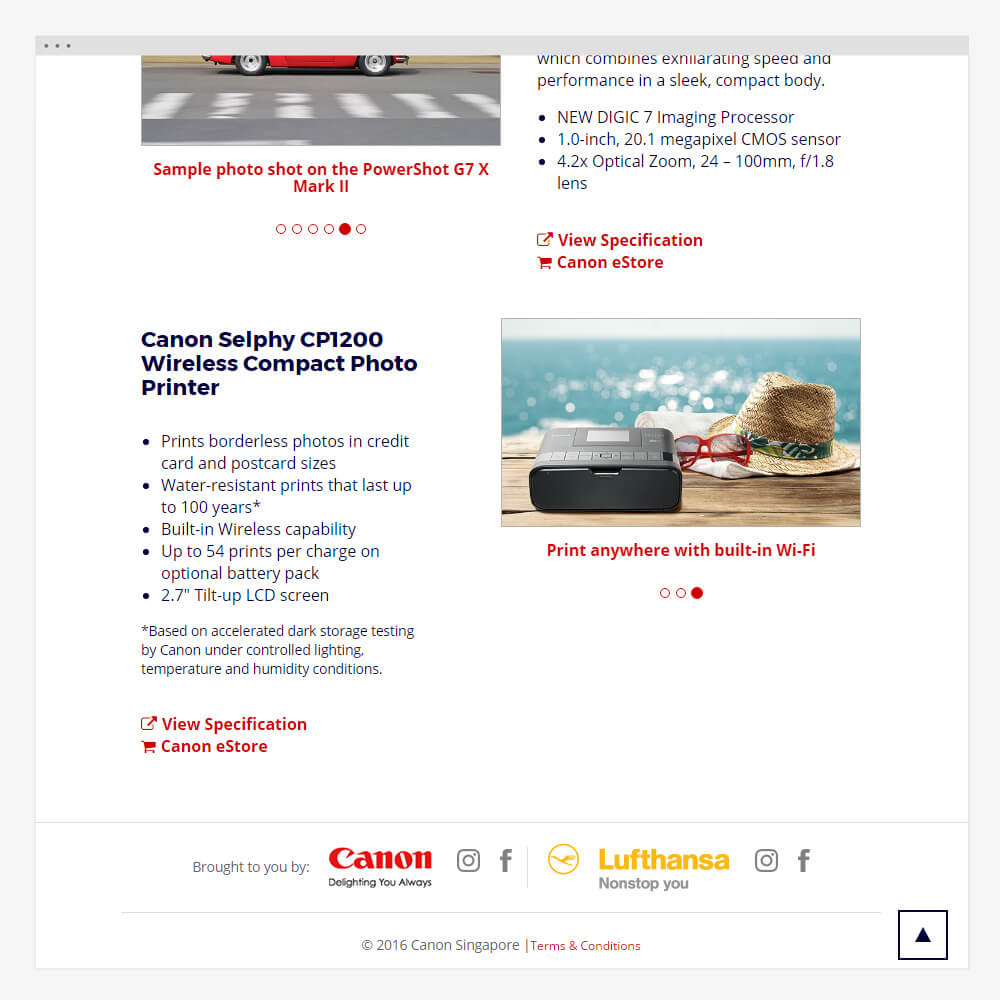 which combines exhilarating speed and
performance in a sleek, compact body.
• NEW DIGIC 7 Imaging Processor
• 1.0-inch, 20.1 megapixel CMOS sensor
• 4.2x Optical Zoom, 24 – 100mm, f/1.8
lens
Sample photo shot on the PowerShot G7 X
Mark II
View Specification
Canon eStore
Canon Selphy CP1200
Wireless Compact Photo
Printer
• Prints borderless photos in credit
card and postcard sizes
• Water-resistant prints that last up
to 100 years*
• Built-in Wireless capability
• Up to 54 prints per charge on
optional battery pack
• 2.7" Tilt-up LCD screen
*Based on accelerated dark storage testing
by Canon under controlled lighting,
temperature and humidity conditions.
View Specification
Canon eStore
Print anywhere with built-in Wi-Fi
Brought to you by:
Canon
Delighting You Always
Lufthansa
Nonstop you
© 2016 Canon Singapore |Terms & Conditions